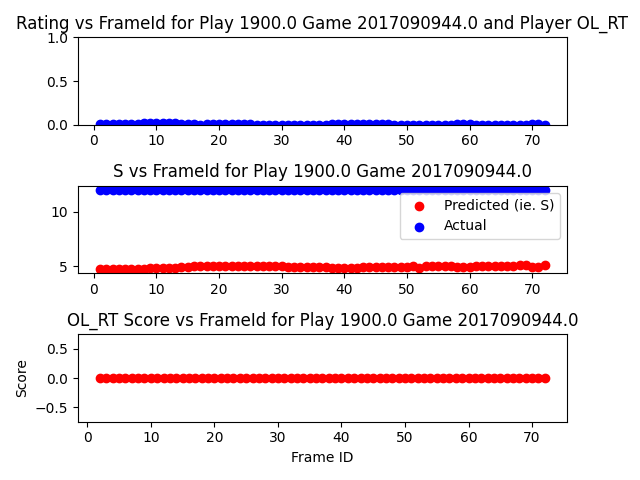 Rating vs FrameId for Play 1900.0 Game 2017090944.0 and Player OL_RT
1.0
0.5
0.0
0 10 20 30 40 50 60 70
S vs FrameId for Play 1900.0 Game 2017090944.0
10
5
Predicted (ie. S)
Actual
0 10 20 30 40 50 60 70
OL_RT Score vs FrameId for Play 1900.0 Game 2017090944.0
Score
0.5
0.0
−0.5
0 10 20 30 40 50 60 70
Frame ID